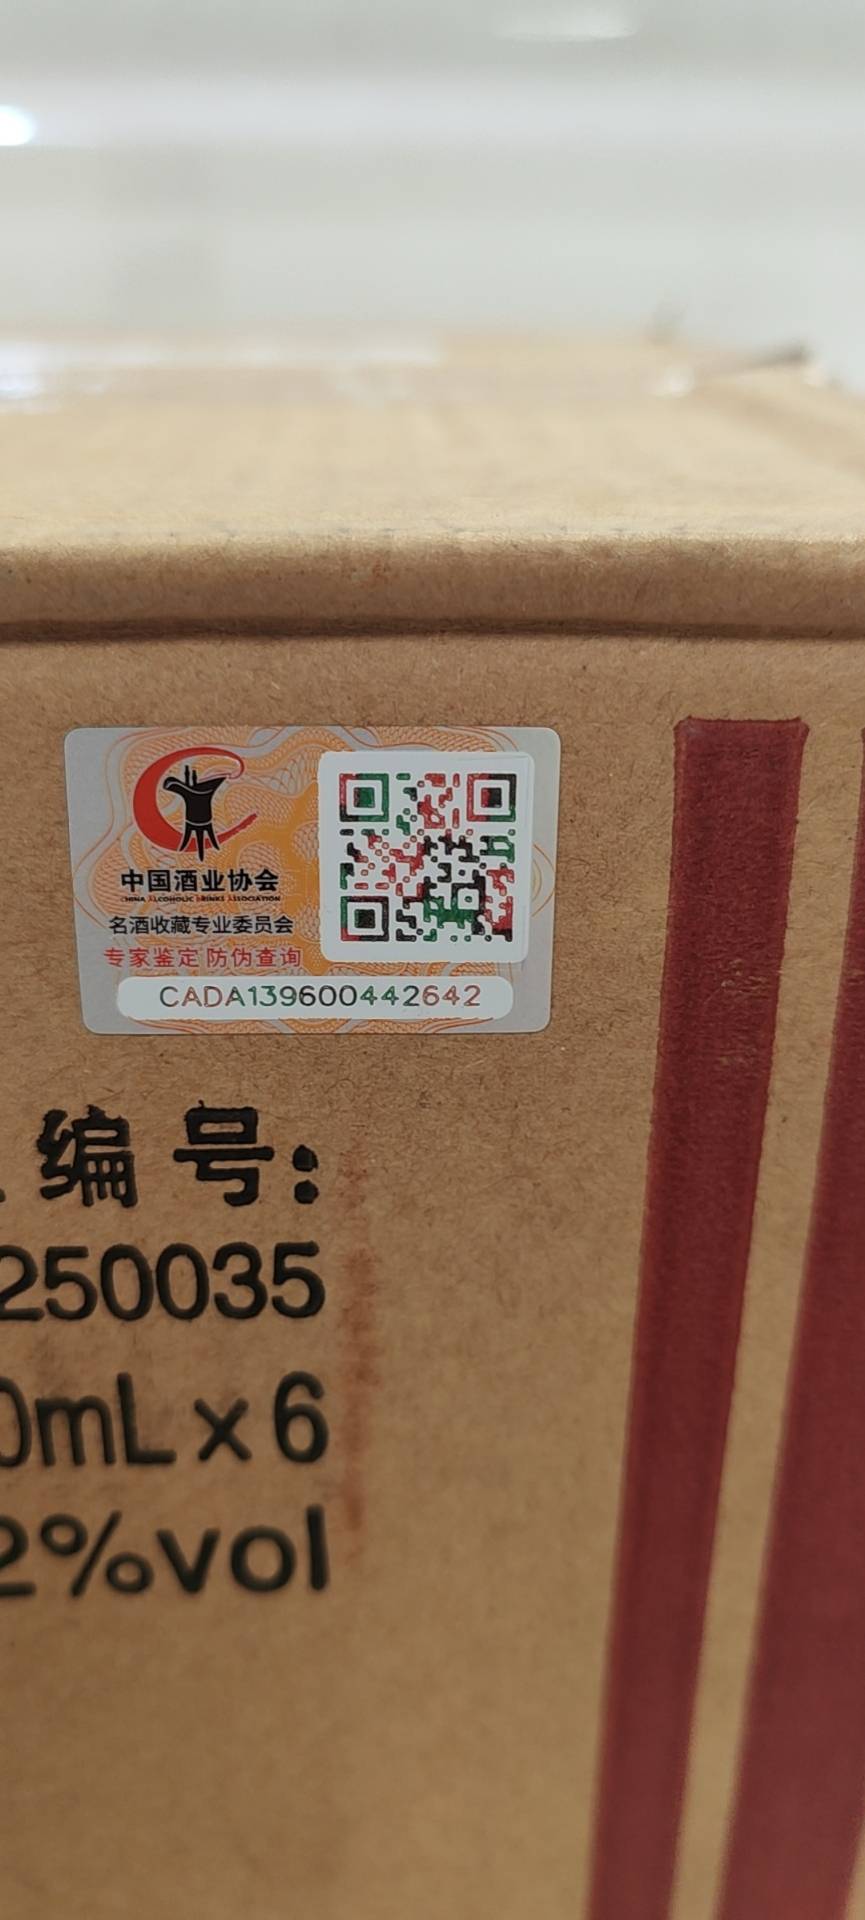 中国酒业协会
CHINA ALCOHOLIC DRINKS ASSOCIATION
名酒收藏专业委员会
专家鉴定 防伪查询
CADA139600442642
编号:
250035
0mL×6
2%vol